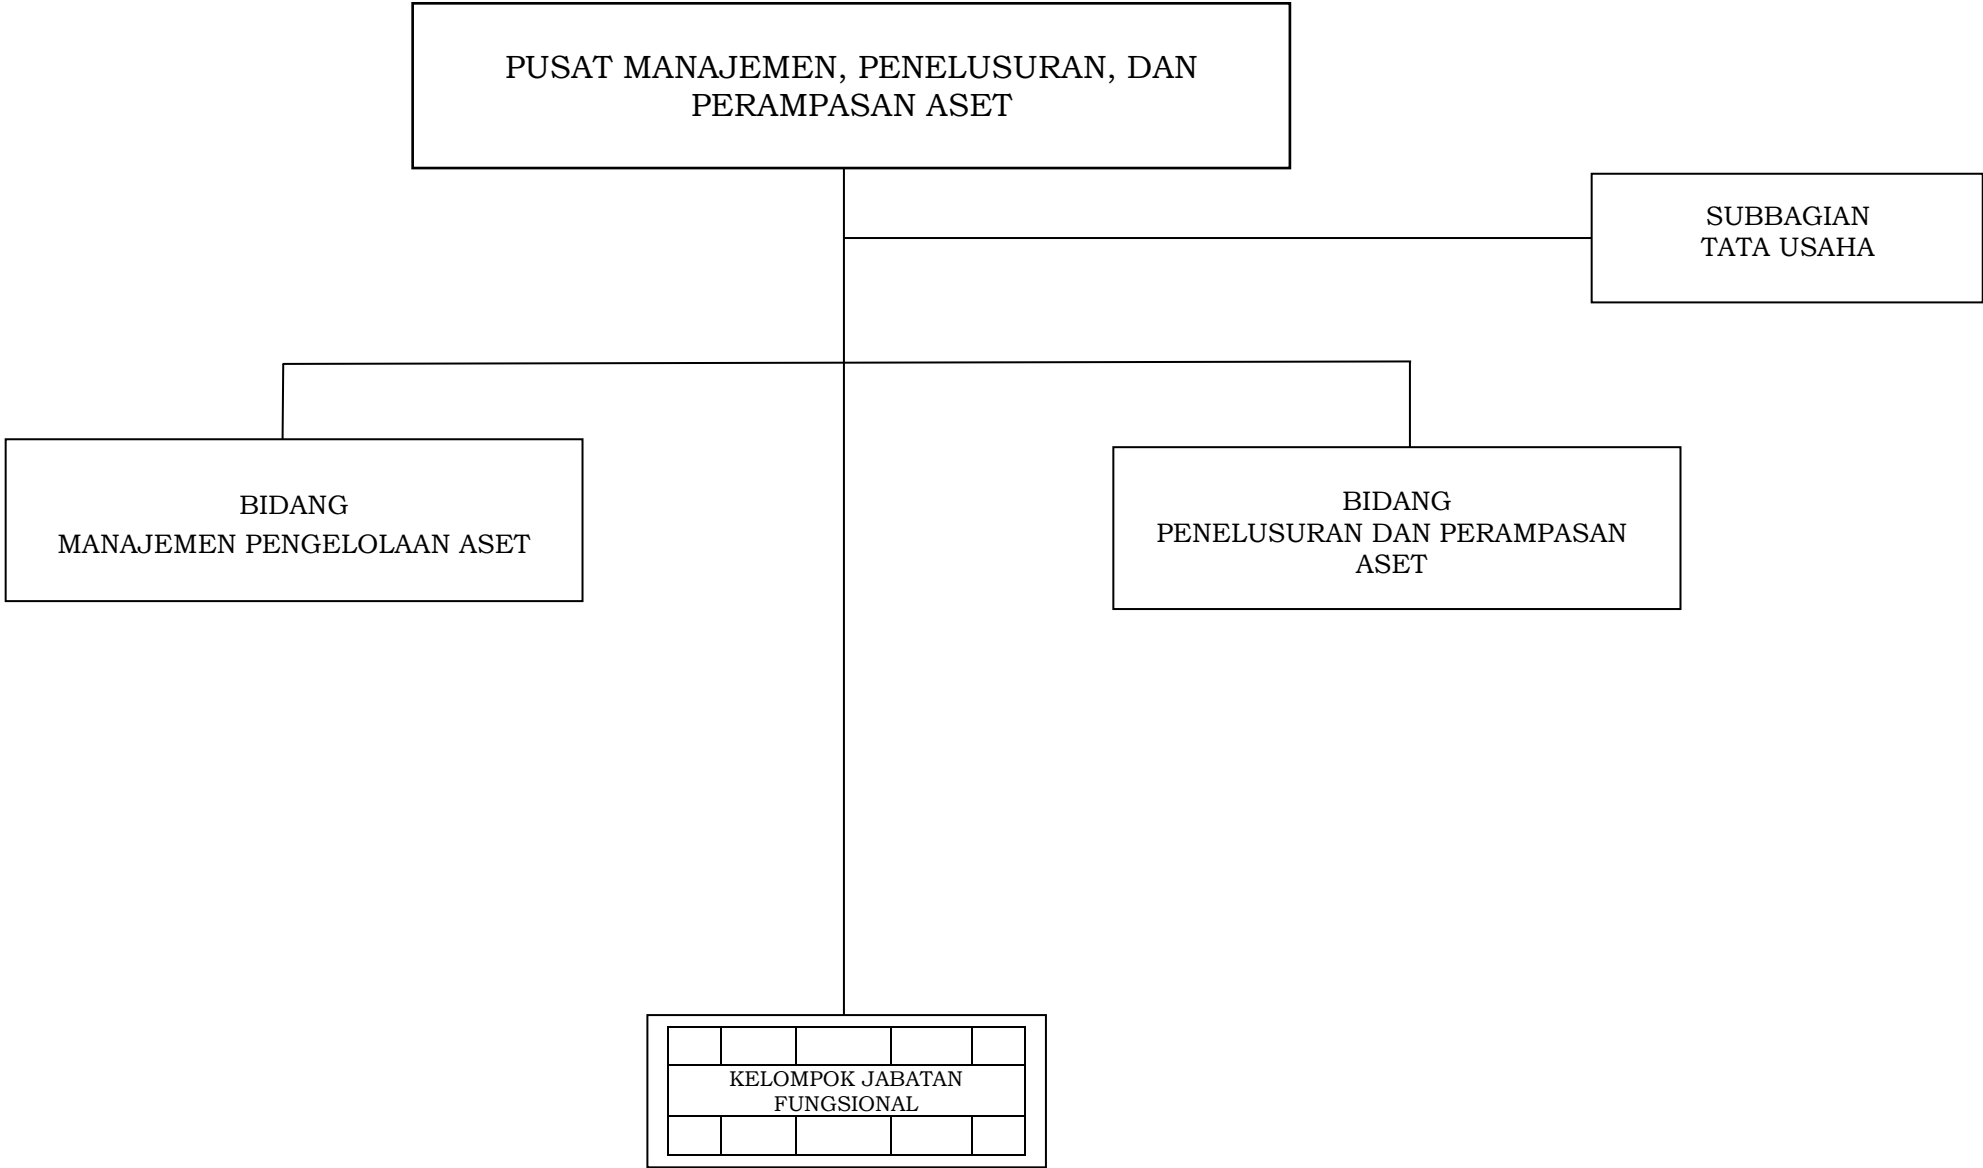 PUSAT MANAJEMEN, PENELUSURAN, DAN
PERAMPASAN ASET
SUBBAGIAN
TATA USAHA
BIDANG
MANAJEMEN PENGELOLAAN ASET
BIDANG
PENELUSURAN DAN PERAMPASAN
ASET
KELOMPOK JABATAN
FUNGSIONAL